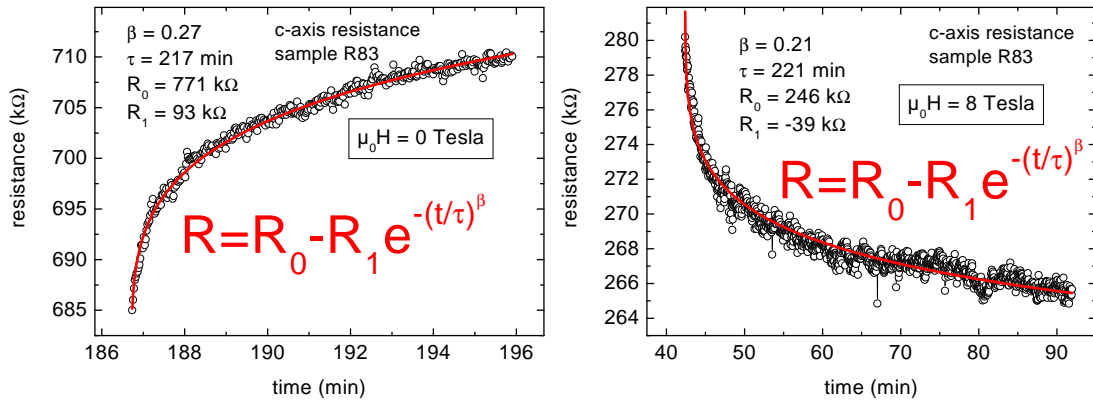 β = 0.27
τ = 217 min
R₀ = 771 kΩ
R₁ = 93 kΩ
c-axis resistance
sample R83
μ₀H = 0 Tesla
R=R₀-R₁e^-(t/τ)^β
710
705
700
695
690
685
resistance (kΩ)
186 188 190 192 194 196
time (min)
β = 0.21
τ = 221 min
R₀ = 246 kΩ
R₁ = -39 kΩ
c-axis resistance
sample R83
μ₀H = 8 Tesla
R=R₀-R₁e^-(t/τ)^β
280
278
276
274
272
270
268
266
264
resistance (kΩ)
40 50 60 70 80 90
time (min)